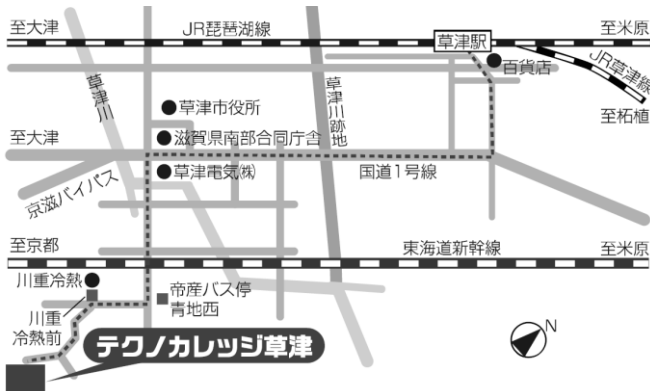 至大津
JR琵琶湖線
草津駅
至米原
百貨店
JR草津線
至柘植
草津川
草津川跡地
草津市役所
滋賀県南部合同庁舎
至大津
草津電気㈱
国道1号線
京滋バイパス
至京都
東海道新幹線
至米原
川重冷熱
帝産バス停
青地西
川重
冷熱前
テクノカレッジ草津
N